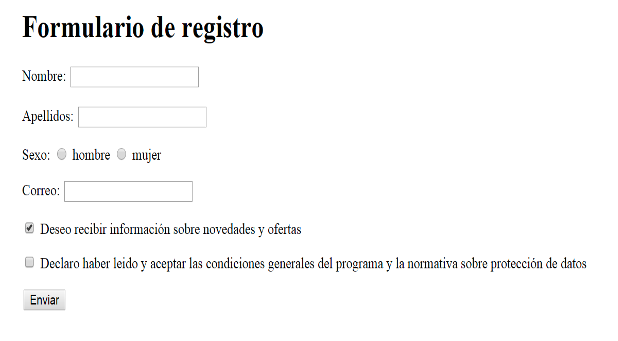 Formulario de registro
Nombre:
Apellidos:
Sexo: hombre mujer
Correo:
Deseo recibir información sobre novedades y ofertas
Declaro haber leido y aceptar las condiciones generales del programa y la normativa sobre protección de datos
Enviar